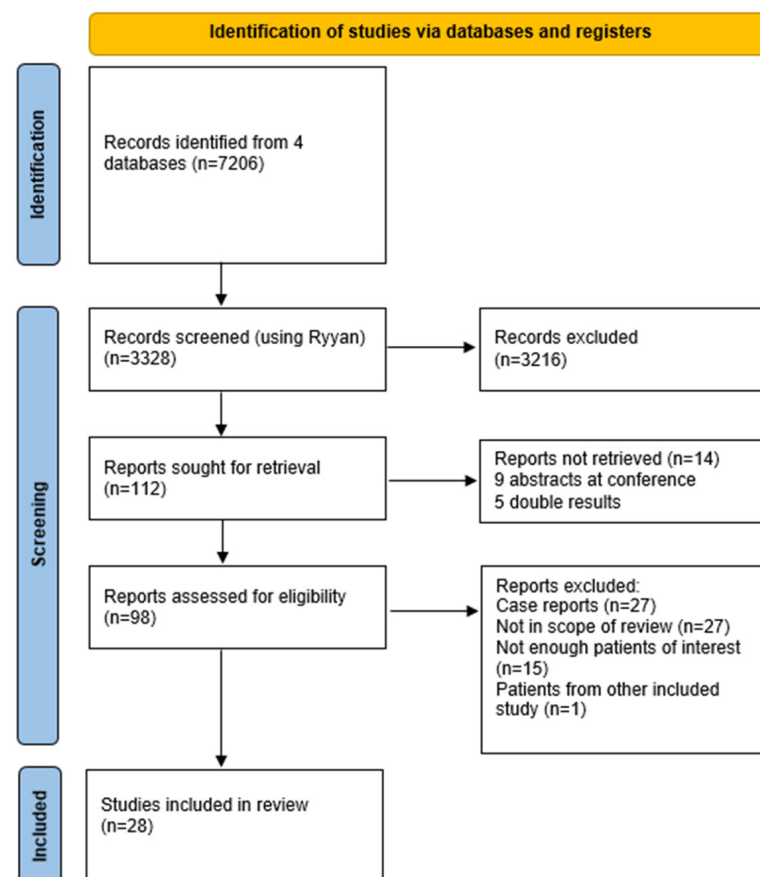 Identification of studies via databases and registers
Identification
Records identified from 4
databases (n=7206)
Screening
Records screened (using Ryyan)
(n=3328)
Records excluded
(n=3216)
Reports sought for retrieval
(n=112)
Reports not retrieved (n=14)
9 abstracts at conference
5 double results
Reports assessed for eligibility
(n=98)
Reports excluded:
Case reports (n=27)
Not in scope of review (n=27)
Not enough patients of interest
(n=15)
Patients from other included
study (n=1)
Included
Studies included in review
(n=28)